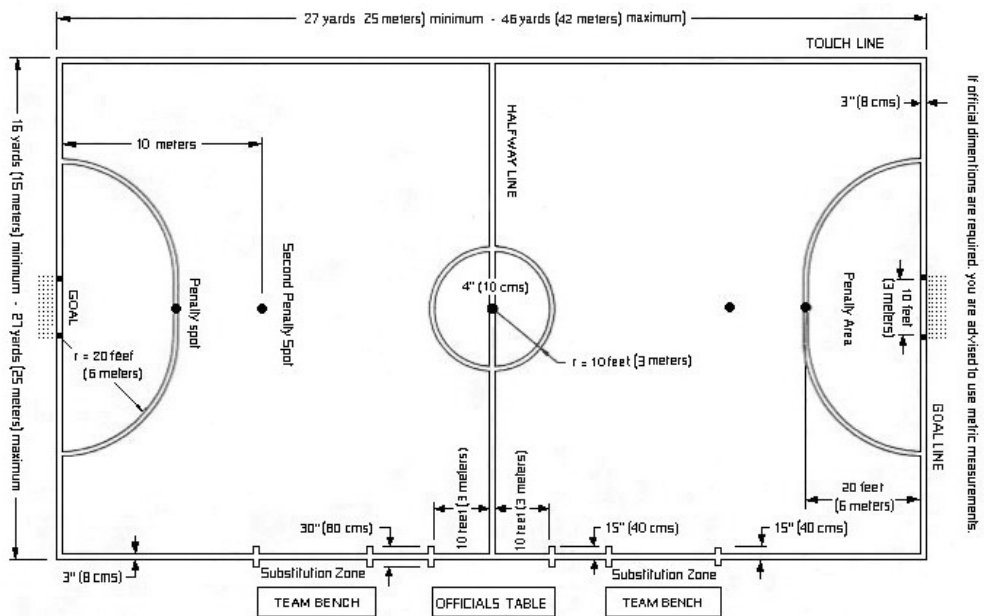 27 yards 25 meters) minimum - 46 yards (42 meters) maximum)
TOUCH LINE
3" (8 cms)
10 meters
HALFWAY LINE
16 yards (15 meters) minimum - 27 yards (25 meters) maximum
If official dimentions are required, you are advised to use metric measurements.
GOAL
Penally spot
Second Penally Spot
4" (10 cms)
Penally Area
10 feet
(3 meters)
r = 20 feef
(6 meters)
r = 10 feet (3 meters)
GOAL LINE
20 feet
(6 meters)
10 feet (3 meters)
10 feet (3 meters)
30" (80 cms)
15" (40 cms)
15" (40 cms)
3" (8 cms)
Substitution Zone
Substitution Zone
TEAM BENCH
OFFICIALS TABLE
TEAM BENCH